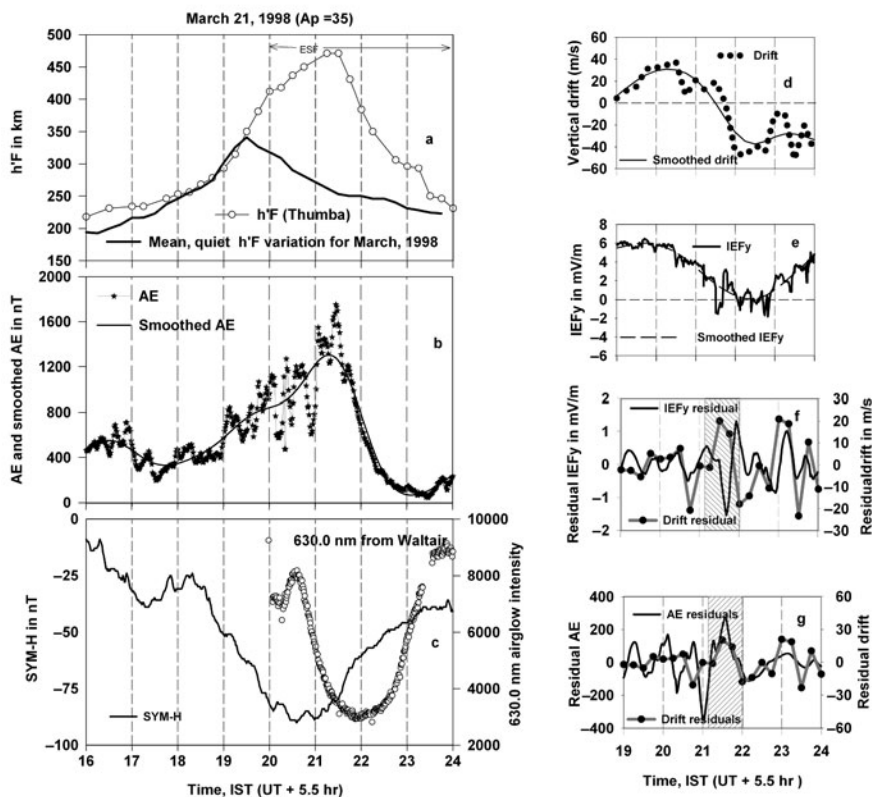 March 21, 1998 (Ap =35)
500
450
400
350
300
250
200
150
h'F in km
ESF
a
h'F (Thumba)
Mean, quiet h'F variation for March, 1998
2000
1600
1200
800
400
0
AE and smoothed AE in nT
AE
Smoothed AE
b
–0
–25
–50
–75
–100
SYM-H in nT
630.0 nm from Waltair
c
SYM-H
10000
8000
6000
4000
2000
630.0 nm airglow intensity
16 17 18 19 20 21 22 23 24
Time, IST (UT + 5.5 hr )
60
40
20
0
–20
–40
–60
Vertical drift (m/s)
Drift
d
Smoothed drift
8
6
4
2
0
–2
–4
–6
IEFy in mV/m
IEFy
e
Smoothed IEFy
2
1
0
–1
–2
Residual IEFy in mV/m
IEFy residual
f
Drift residual
30
20
10
0
–10
–20
–30
Residualdrift in m/s
400
200
0
–200
–400
Residual AE
AE residuals
g
Drift residuals
60
30
0
–30
–60
Residual drift
19 20 21 22 23 24
Time, IST (UT + 5.5 hr )